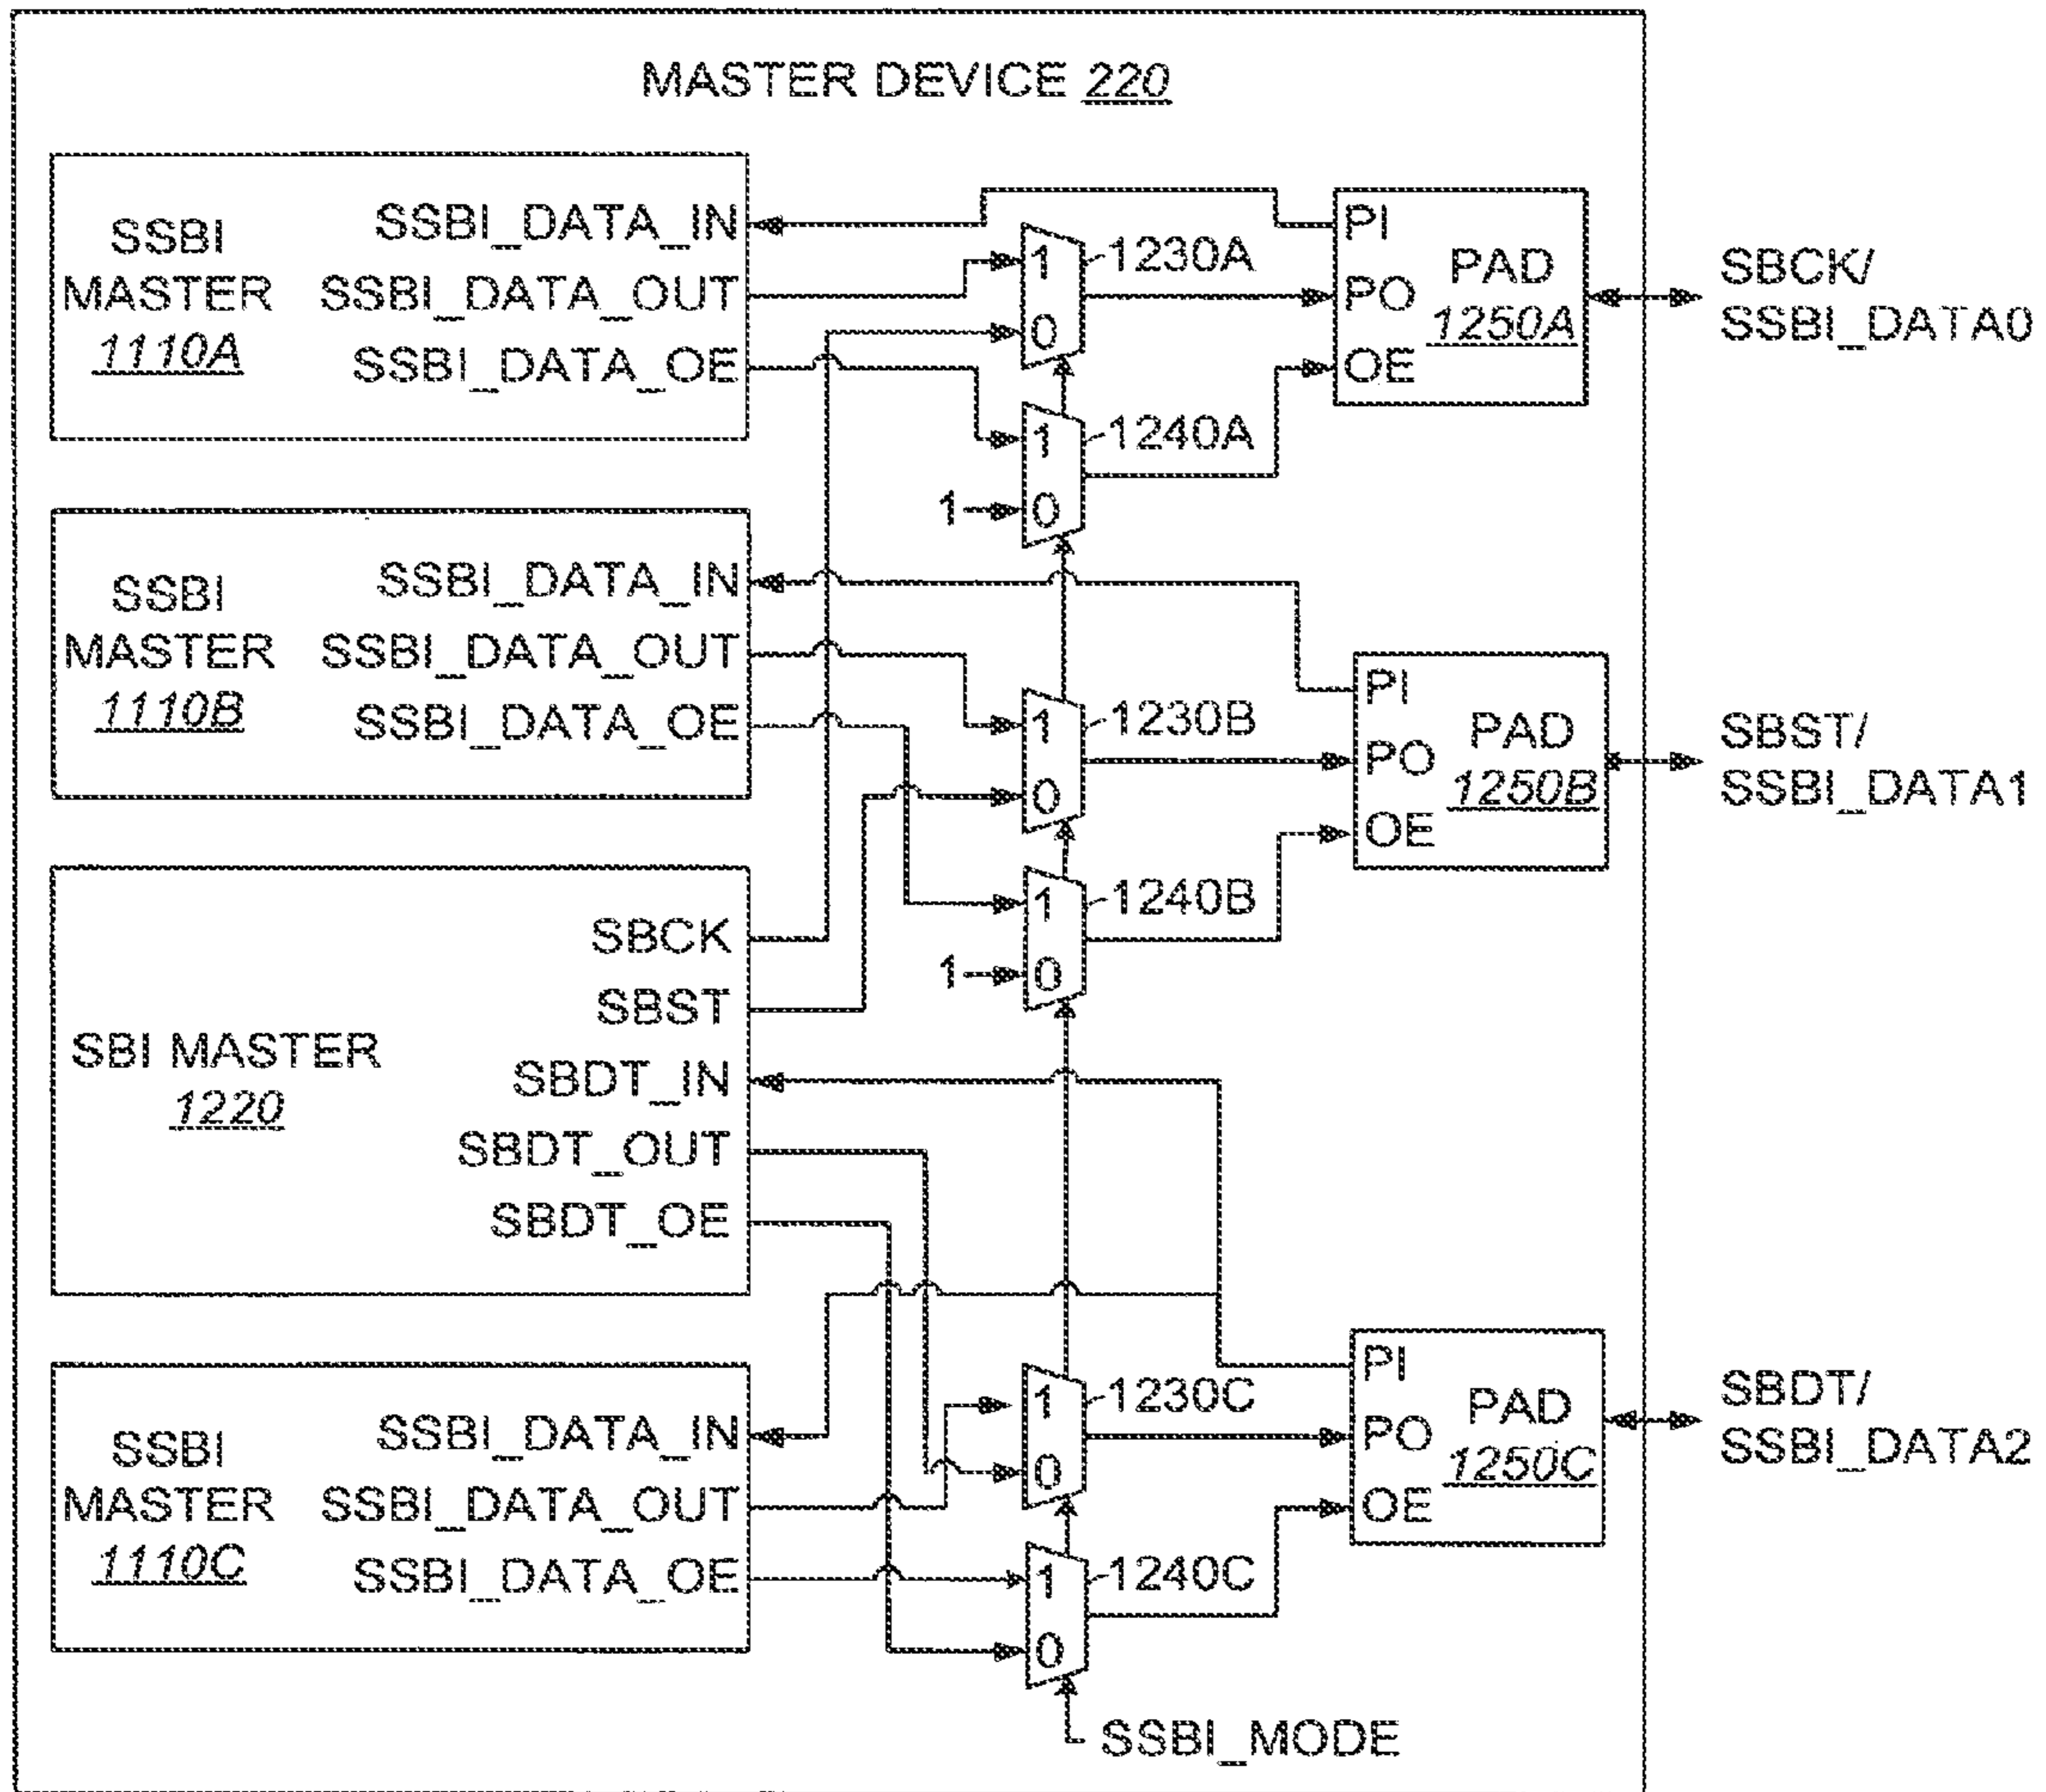 MASTER DEVICE 220
SSBI
MASTER
1110A
SSBI_DATA_IN
SSBI_DATA_OUT
SSBI_DATA_OE
1
0
1230A
1
0
1240A
1
PI
PO
OE
PAD
1250A
SBCK/
SSBI_DATA0
SSBI
MASTER
1110B
SSBI_DATA_IN
SSBI_DATA_OUT
SSBI_DATA_OE
1
0
1230B
1
0
1240B
1
PI
PO
OE
PAD
1250B
SBST/
SSBI_DATA1
SBI MASTER
1220
SBCK
SBST
SBDT_IN
SBDT_OUT
SBDT_OE
SSBI
MASTER
1110C
SSBI_DATA_IN
SSBI_DATA_OUT
SSBI_DATA_OE
1
0
1230C
1
0
1240C
PI
PO
OE
PAD
1250C
SBDT/
SSBI_DATA2
SSBI_MODE